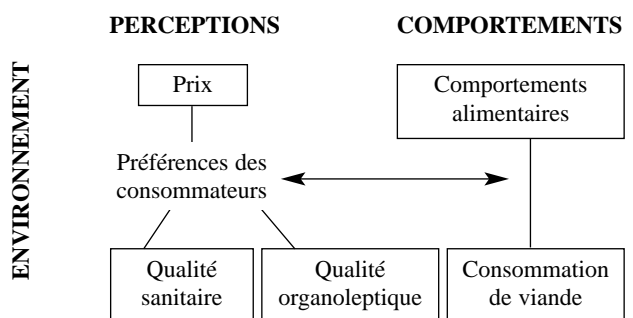 PERCEPTIONS
COMPORTEMENTS
ENVIRONNEMENT
Prix
Comportements
alimentaires
Préférences des
consommateurs
Qualité
sanitaire
Qualité
organoleptique
Consommation
de viande